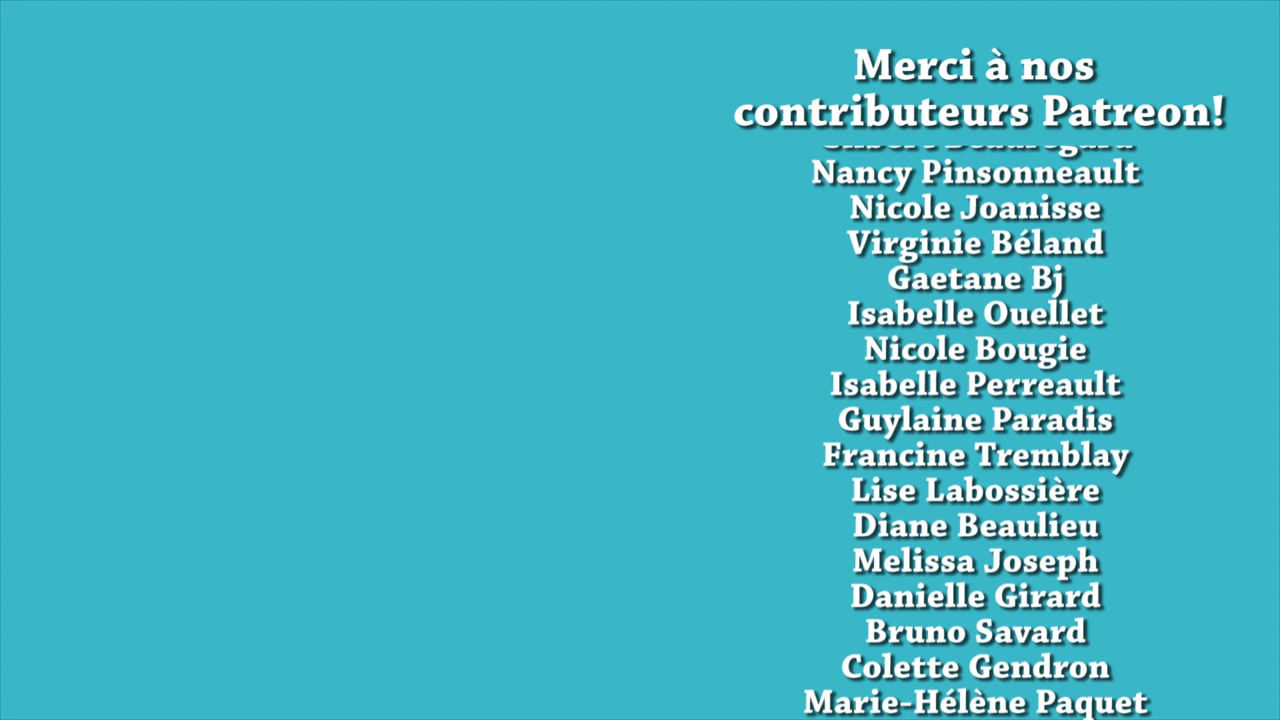 Merci à nos
contributeurs Patreon!
Nancy Pinsonneault
Nicole Joanisse
Virginie Béland
Gaetane Bj
Isabelle Ouellet
Nicole Bougie
Isabelle Perreault
Guylaine Paradis
Francine Tremblay
Lise Labossière
Diane Beaulieu
Melissa Joseph
Danielle Girard
Bruno Savard
Colette Gendron
Marie-Hélène Paquet